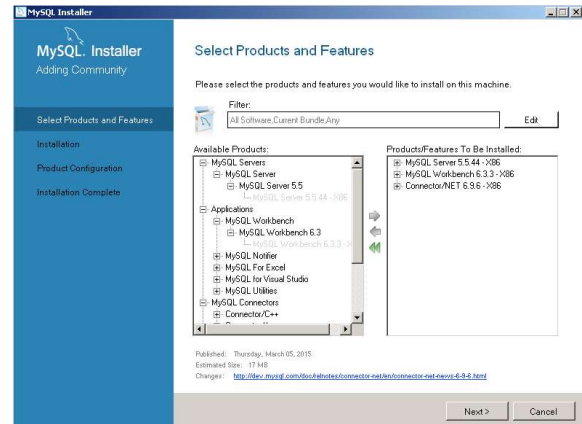 MySQL Installer
MySQL. Installer
Adding Community
Select Products and Features
Installation
Product Configuration
Installation Complete
Select Products and Features
Please select the products and features you would like to install on this machine.
Filter:
All Software,Current Bundle,Any
Edit
Available Products:
MySQL Servers
MySQL Server
MySQL Server 5.5
MySQL Server 5.5.44 - X86
Applications
MySQL Workbench
MySQL Workbench 6.3
MySQL Workbench 6.3.3 -
MySQL Notifier
MySQL For Excel
MySQL for Visual Studio
MySQL Utilities
MySQL Connectors
Connector/C++
Products/Features To Be Installed:
MySQL Server 5.5.44 - X86
MySQL Workbench 6.3.3 - X86
Connector/NET 6.9.6 - X86
Published: Thursday, March 05, 2015
Estimated Size: 17 MB
Changes: http://dev.mysql.com/doc/relnotes/connector-net/en/connector-net-news-6-9-6.html
Next >
Cancel